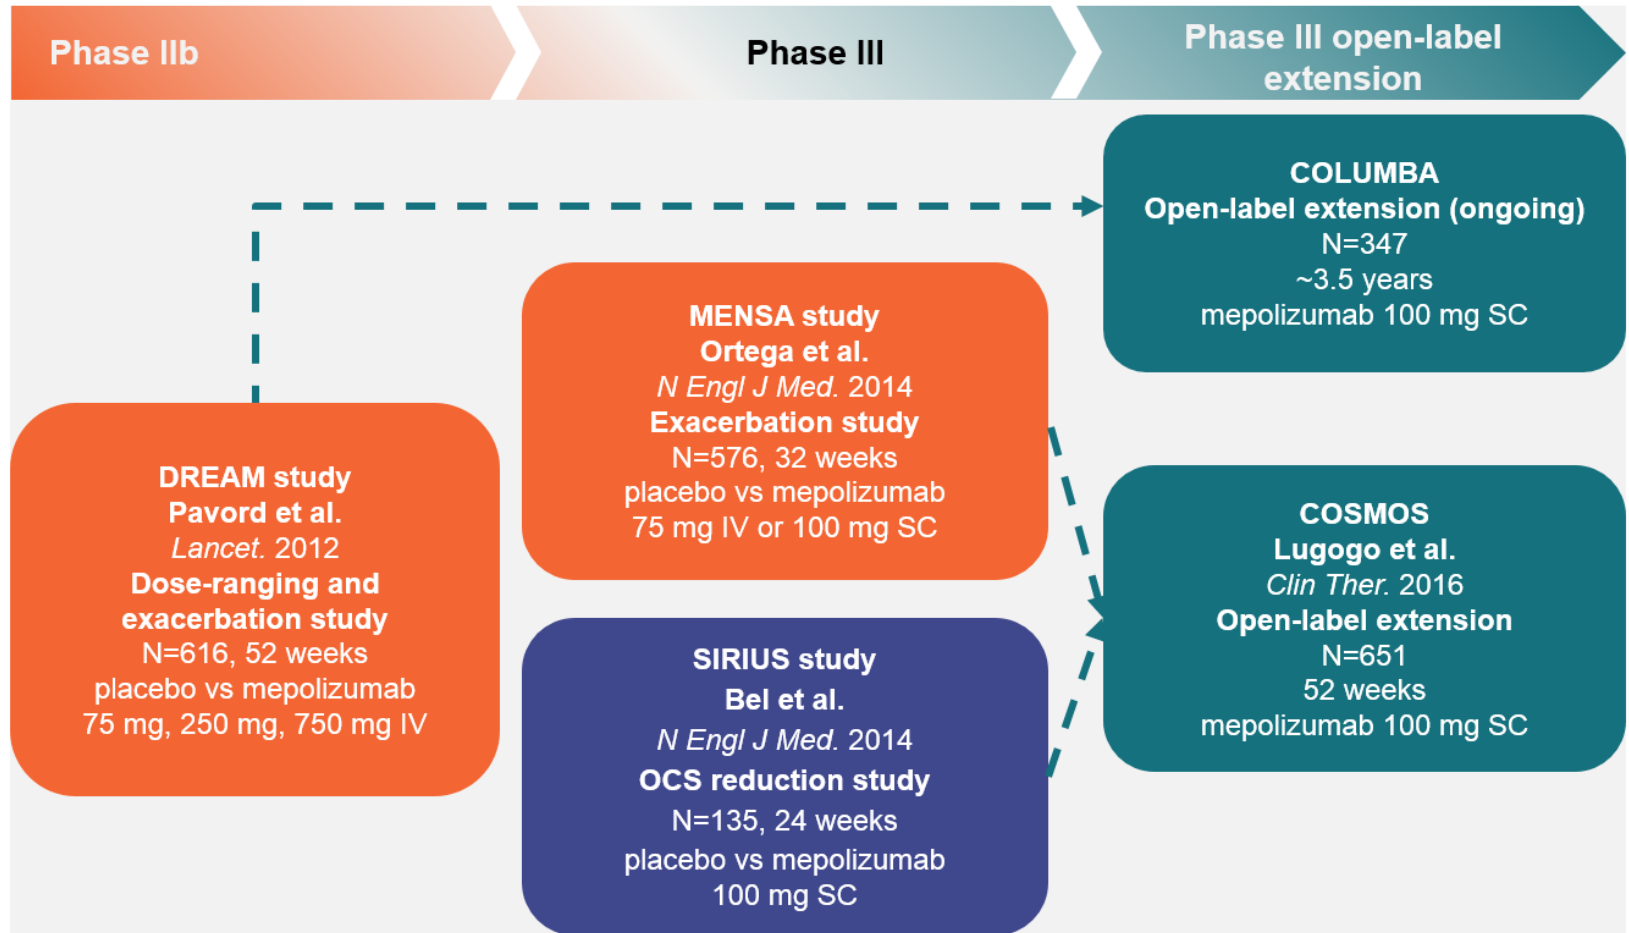 Phase IIb
Phase III
Phase III open-label
extension
COLUMBA
Open-label extension (ongoing)
N=347
~3.5 years
mepolizumab 100 mg SC
MENSA study
Ortega et al.
N Engl J Med. 2014
Exacerbation study
N=576, 32 weeks
placebo vs mepolizumab
75 mg IV or 100 mg SC
DREAM study
Pavord et al.
Lancet. 2012
Dose-ranging and
exacerbation study
N=616, 52 weeks
placebo vs mepolizumab
75 mg, 250 mg, 750 mg IV
COSMOS
Lugogo et al.
Clin Ther. 2016
Open-label extension
N=651
52 weeks
mepolizumab 100 mg SC
SIRIUS study
Bel et al.
N Engl J Med. 2014
OCS reduction study
N=135, 24 weeks
placebo vs mepolizumab
100 mg SC